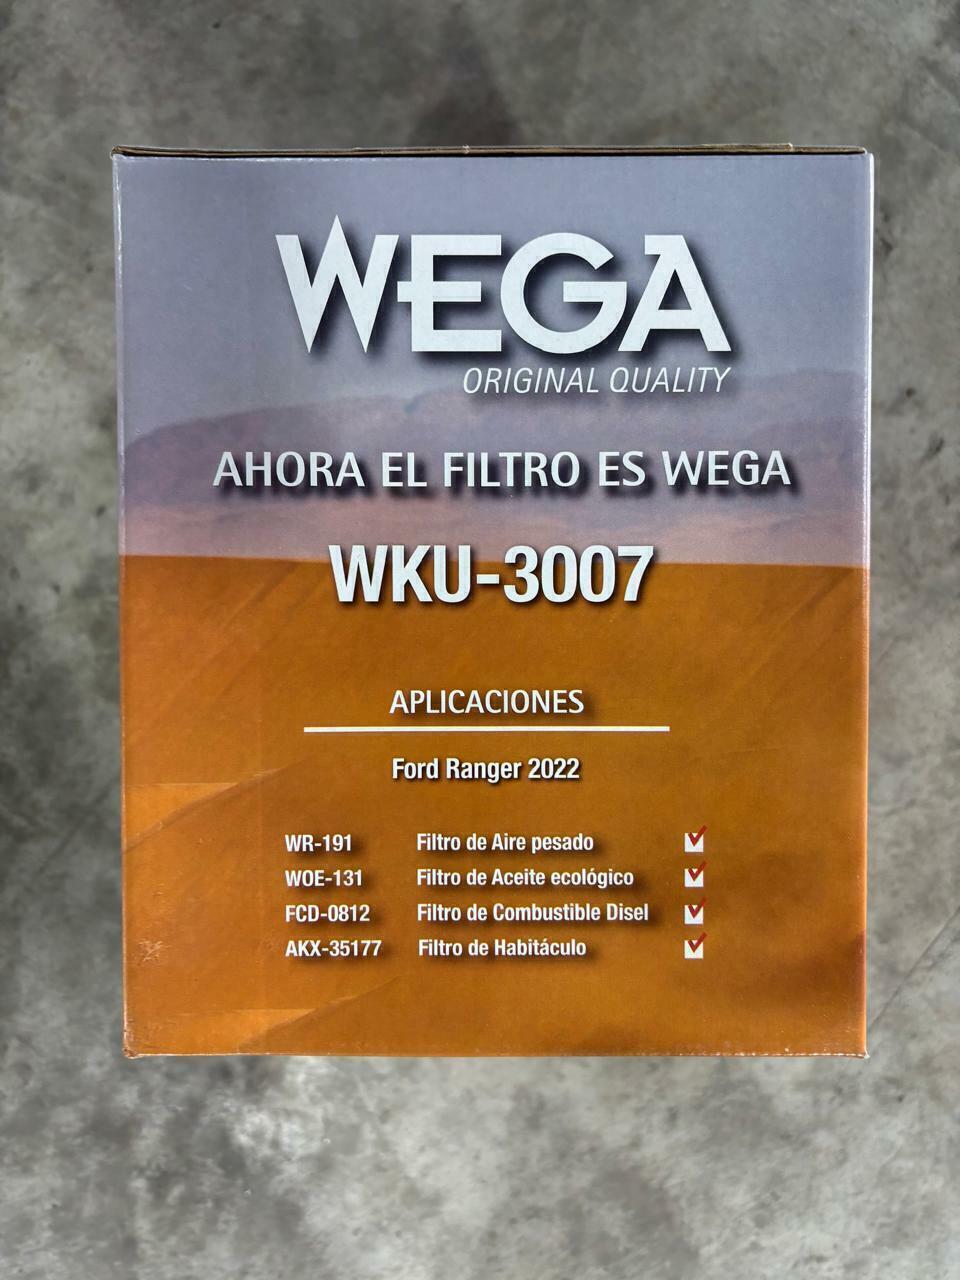 WEGA
ORIGINAL QUALITY
AHORA EL FILTRO ES WEGA
WKU-3007
APLICACIONES
Ford Ranger 2022
WR-191 Filtro de Aire pesado
WOE-131 Filtro de Aceite ecológico
FCD-0812 Filtro de Combustible Disel
AKX-35177 Filtro de Habitáculo